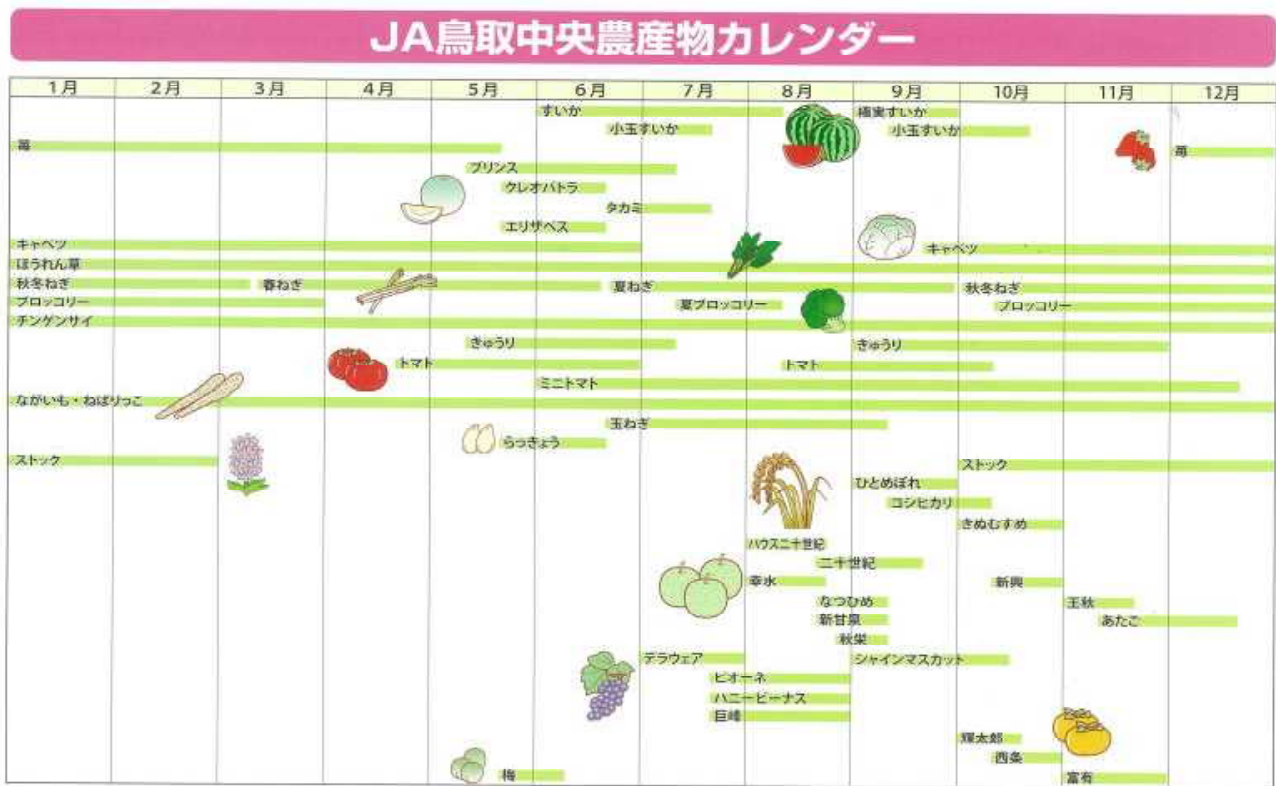 JA鳥取中央農産物カレンダー
1月 2月 3月 4月 5月 6月 7月 8月 9月 10月 11月 12月
すいか 極実すいか
小玉すいか 小玉すいか
苺 苺
プリンス
クレオパトラ
タカミ
エリザベス
キャベツ キャベツ
ほうれん草
秋冬ねぎ 春ねぎ 夏ねぎ 秋冬ねぎ
ブロッコリー 夏ブロッコリー ブロッコリー
チンゲンサイ
きゅうり きゅうり
トマト トマト
ミニトマト
ながいも・ねばりっこ
玉ねぎ
らっきょう
ストック ストック
ひとめぼれ
コシヒカリ
きぬむすめ
ハウス二十世紀
二十世紀
幸水 新興
なつひめ 王秋
新甘泉 あたご
秋栄
デラウェア シャインマスカット
ピオーネ
ハニービーナス
巨峰
輝太郎
西条
梅 富有